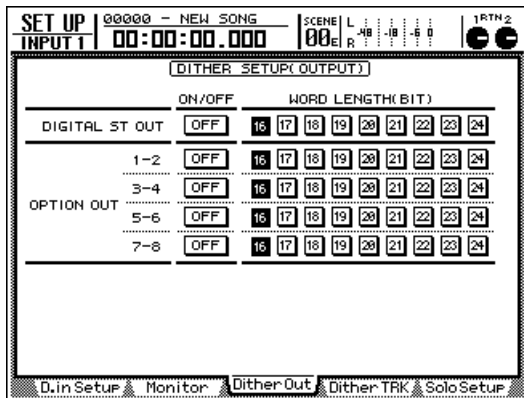 SET UP 00000 - NEW SONG SCENE L 1 RTN 2
INPUT 1 00:00:00.000 00E R -48 -18 -6 0
DITHER SETUP(OUTPUT)
ON/OFF WORD LENGTH(BIT)
DIGITAL ST OUT OFF 16 17 18 19 20 21 22 23 24
1-2 OFF 16 17 18 19 20 21 22 23 24
3-4 OFF 16 17 18 19 20 21 22 23 24
OPTION OUT
5-6 OFF 16 17 18 19 20 21 22 23 24
7-8 OFF 16 17 18 19 20 21 22 23 24
D.in Setup Monitor Dither Out Dither TRK Solo Setup